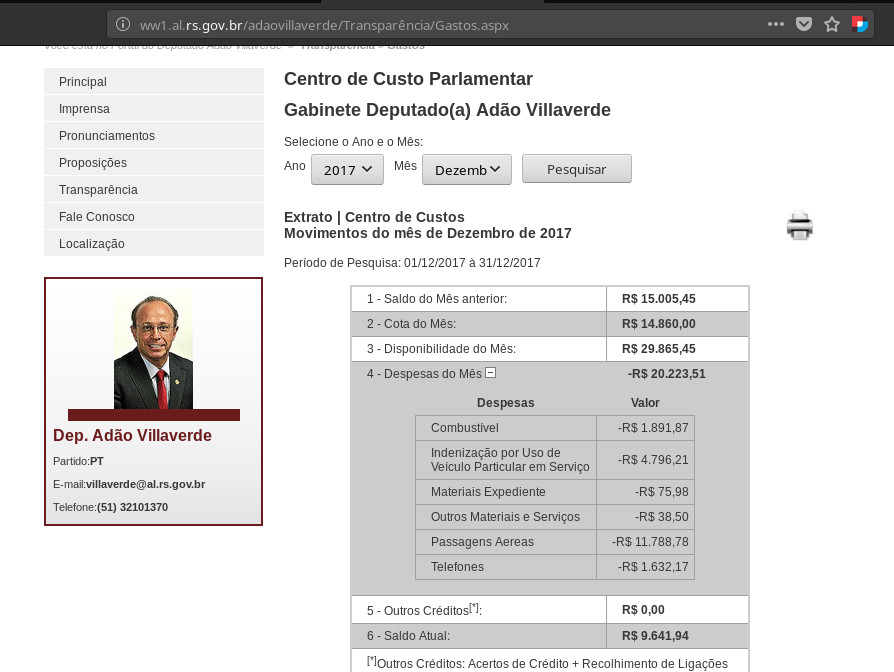 ww1.al.rs.gov.br/adaovillaverde/Transparência/Gastos.aspx
Você está no Portal do Deputado Adão Villaverde » Transparência » Gastos
Principal
Imprensa
Pronunciamentos
Proposições
Transparência
Fale Conosco
Localização
Dep. Adão Villaverde
Partido:PT
E-mail:villaverde@al.rs.gov.br
Telefone:(51) 32101370
Centro de Custo Parlamentar
Gabinete Deputado(a) Adão Villaverde
Selecione o Ano e o Mês:
Ano 2017 Mês Dezemb Pesquisar
Extrato | Centro de Custos
Movimentos do mês de Dezembro de 2017
Período de Pesquisa: 01/12/2017 à 31/12/2017
1 - Saldo do Mês anterior: R$ 15.005,45
2 - Cota do Mês: R$ 14.860,00
3 - Disponibilidade do Mês: R$ 29.865,45
4 - Despesas do Mês -R$ 20.223,51
Despesas Valor
Combustível -R$ 1.891,87
Indenização por Uso de
Veículo Particular em Serviço -R$ 4.796,21
Materiais Expediente -R$ 75,98
Outros Materiais e Serviços -R$ 38,50
Passagens Aereas -R$ 11.788,78
Telefones -R$ 1.632,17
5 - Outros Créditos[*]: R$ 0,00
6 - Saldo Atual: R$ 9.641,94
[*]Outros Créditos: Acertos de Crédito + Recolhimento de Ligações